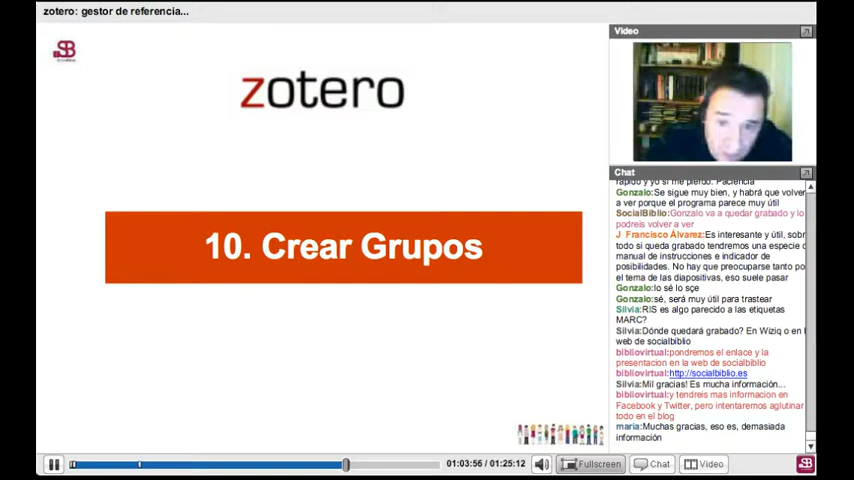 zotero: gestor de referencia...
SB
zotero
10. Crear Grupos
Video
Chat
rápido y yo si me pierdo. Paciencia
Gonzalo:Se sigue muy bien, y habrá que volver
a ver porque el programa parece muy útil
SocialBiblio:Gonzalo va a quedar grabado y lo
podreis volver a ver
J Francisco Álvarez:Es interesante y útil, sobr
todo si queda grabado tendremos una especie d
manual de instrucciones e indicador de
posibilidades. No hay que preocuparse tanto po
el tema de las diapositivas, eso suele pasar
Gonzalo:lo sé lo sçe
Gonzalo:sé, será muy útil para trastear
Silvia:RIS es algo parecido a las etiquetas
MARC?
Silvia:Dónde quedará grabado? En Wiziq o en l
web de socialbiblio
bibliovirtual:pondremos el enlace y la
presentacion en la web de socialbiblio
bibliovirtual:http://socialbiblio.es
Silvia:Mil gracias! Es mucha información...
bibliovirtual:y tendreis mas informacion en
Facebook y Twitter, pero intentaremos aglutinar
todo en el blog
maria:Muchas gracias, eso es, demasiada
información
01:03:56 / 01:25:12
Fullscreen
Chat
Video
SB